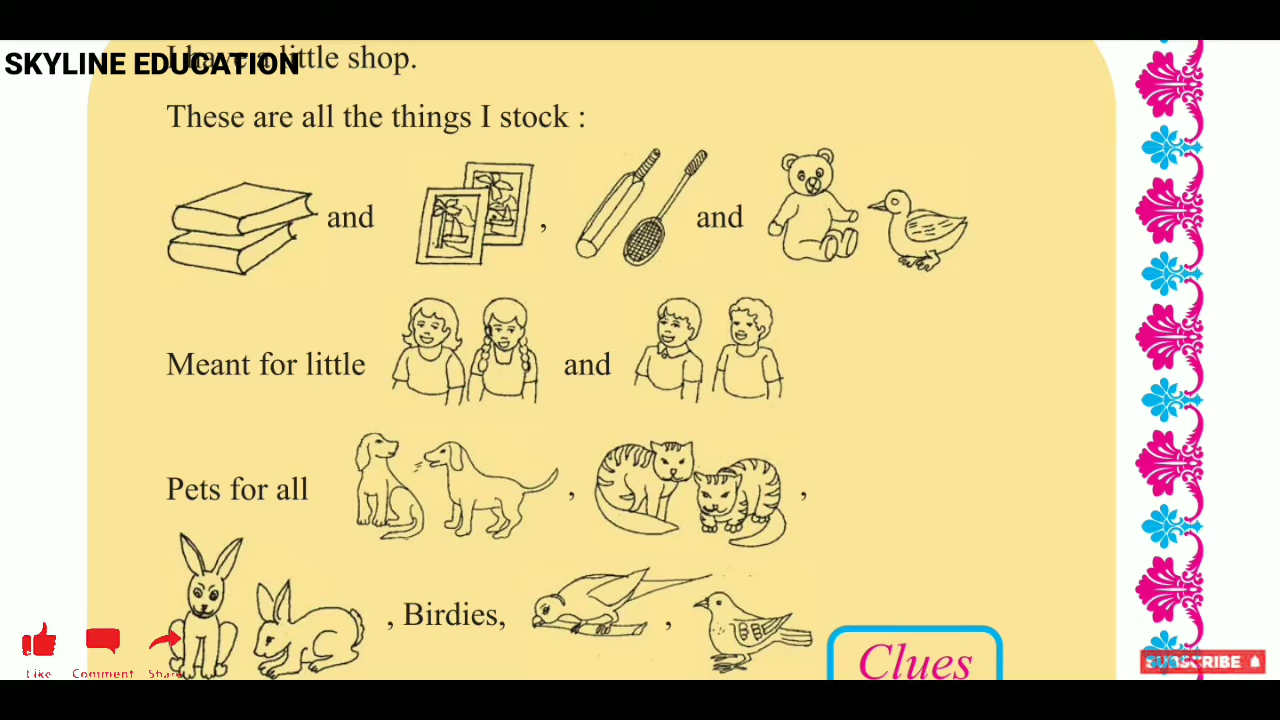 SKYLINE EDUCATION
I have a little shop.
These are all the things I stock :
and , and
Meant for little and
Pets for all , ,
, Birdies, ,
Clues
Like Comment Share
SUBSCRIBE